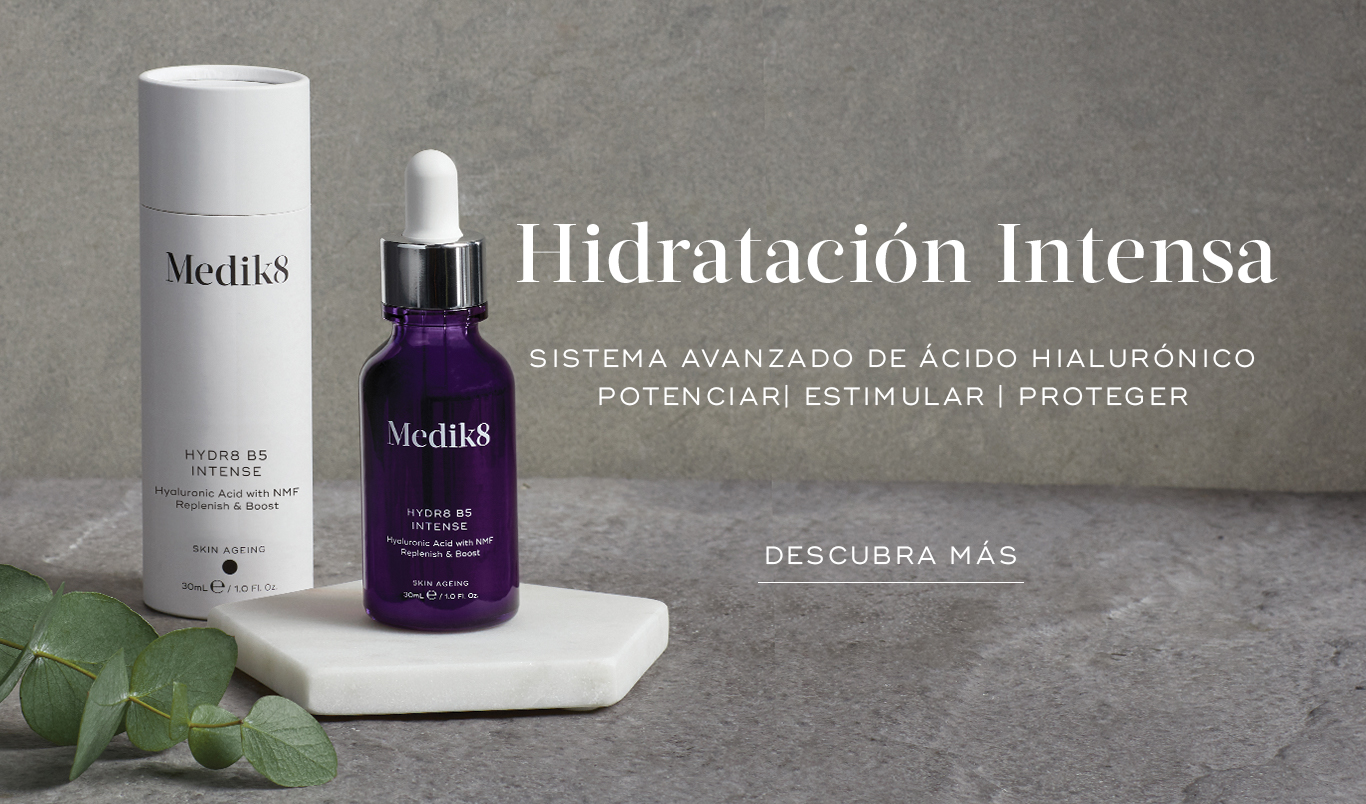 Medik8
HYDR8 B5
INTENSE
Hyaluronic Acid with NMF
Replenish & Boost
SKIN AGEING
30mL ℮ / 1.0 Fl. Oz.
Medik8
HYDR8 B5
INTENSE
Hyaluronic Acid with NMF
Replenish & Boost
SKIN AGEING
30mL ℮ / 1.0 Fl. Oz.
Hidratación Intensa
SISTEMA AVANZADO DE ÁCIDO HIALURÓNICO
POTENCIAR| ESTIMULAR | PROTEGER
DESCUBRA MÁS